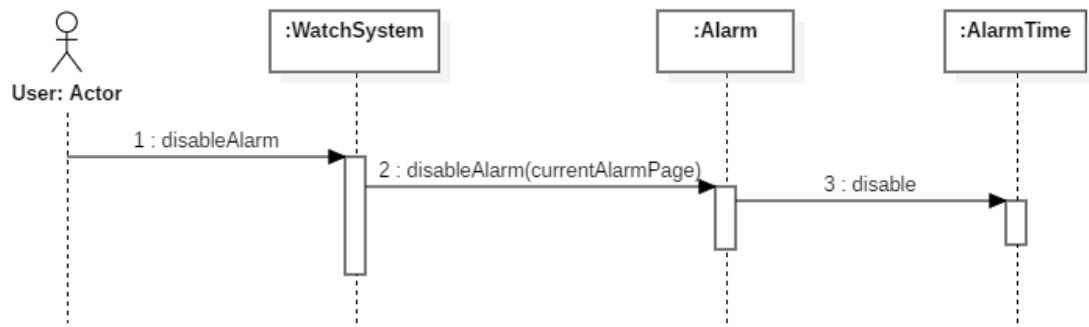 :WatchSystem
:Alarm
:AlarmTime
User: Actor
1 : disableAlarm
2 : disableAlarm(currentAlarmPage)
3 : disable